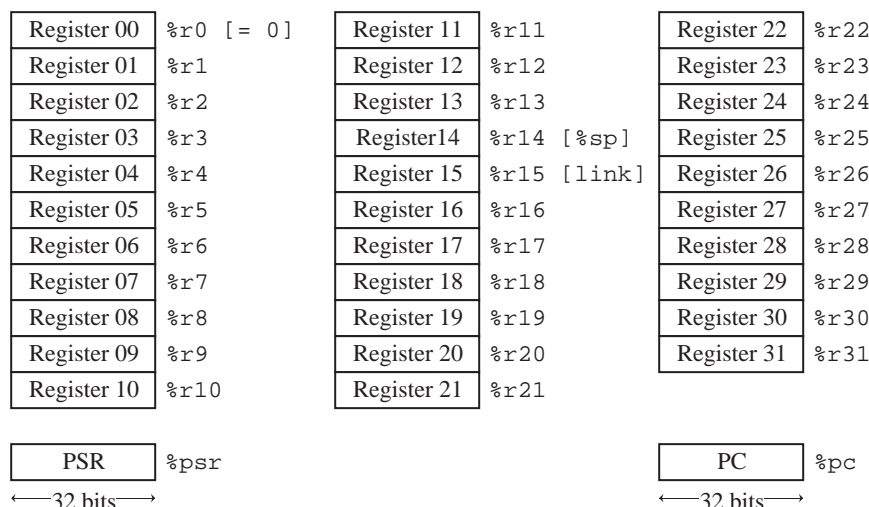 Register 00 %r0 [= 0] Register 11 %r11 Register 22 %r22
Register 01 %r1 Register 12 %r12 Register 23 %r23
Register 02 %r2 Register 13 %r13 Register 24 %r24
Register 03 %r3 Register14 %r14 [%sp] Register 25 %r25
Register 04 %r4 Register 15 %r15 [link] Register 26 %r26
Register 05 %r5 Register 16 %r16 Register 27 %r27
Register 06 %r6 Register 17 %r17 Register 28 %r28
Register 07 %r7 Register 18 %r18 Register 29 %r29
Register 08 %r8 Register 19 %r19 Register 30 %r30
Register 09 %r9 Register 20 %r20 Register 31 %r31
Register 10 %r10 Register 21 %r21
PSR %psr PC %pc
32 bits 32 bits